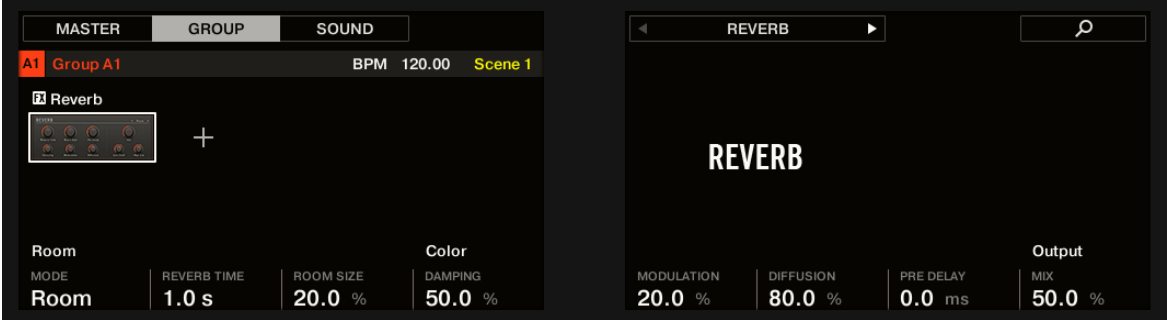 MASTER GROUP SOUND
A1 Group A1 BPM 120.00 Scene 1
FX Reverb
REVERB
Room Color
MODE REVERB TIME ROOM SIZE DAMPING
Room 1.0 s 20.0 % 50.0 %
REVERB
REVERB
Output
MODULATION DIFFUSION PRE DELAY MIX
20.0 % 80.0 % 0.0 ms 50.0 %